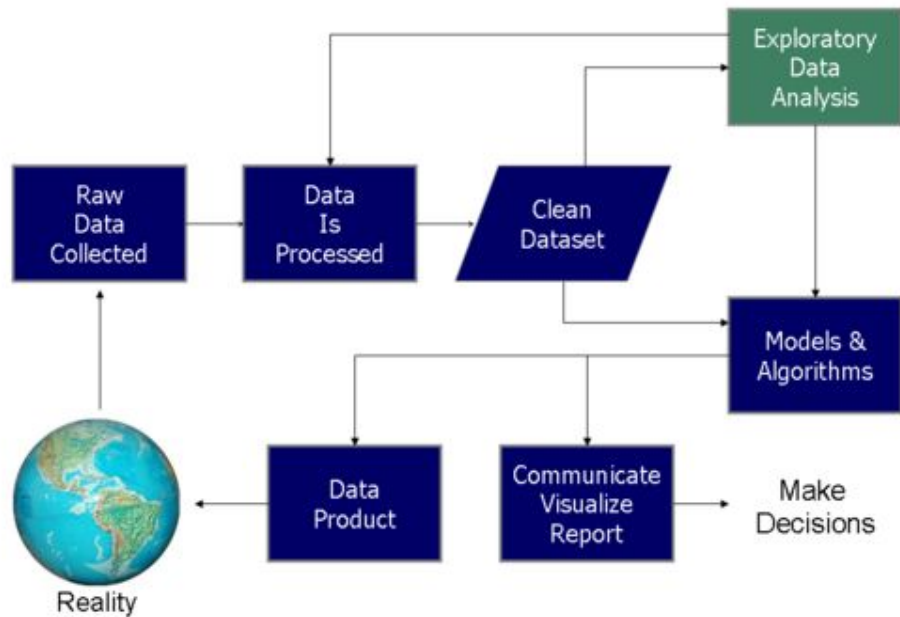 Exploratory
Data
Analysis
Raw
Data
Collected
Data
Is
Processed
Clean
Dataset
Models &
Algorithms
Data
Product
Communicate
Visualize
Report
Make
Decisions
Reality